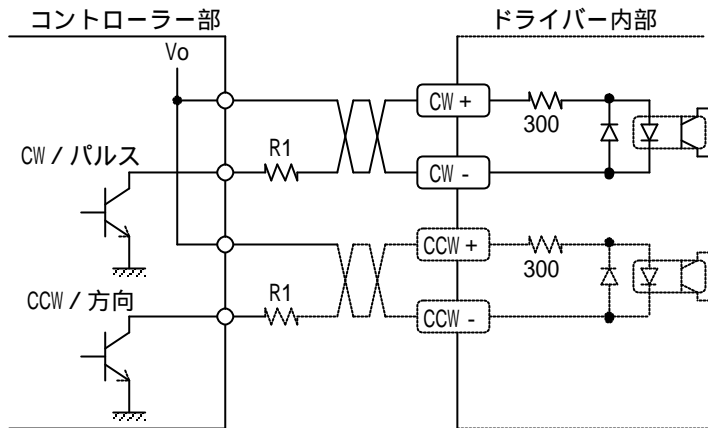 コントローラー部
ドライバー内部
Vo
CW +
300
CW / パルス
R1
CW -
CCW +
300
CCW / 方向
R1
CCW -